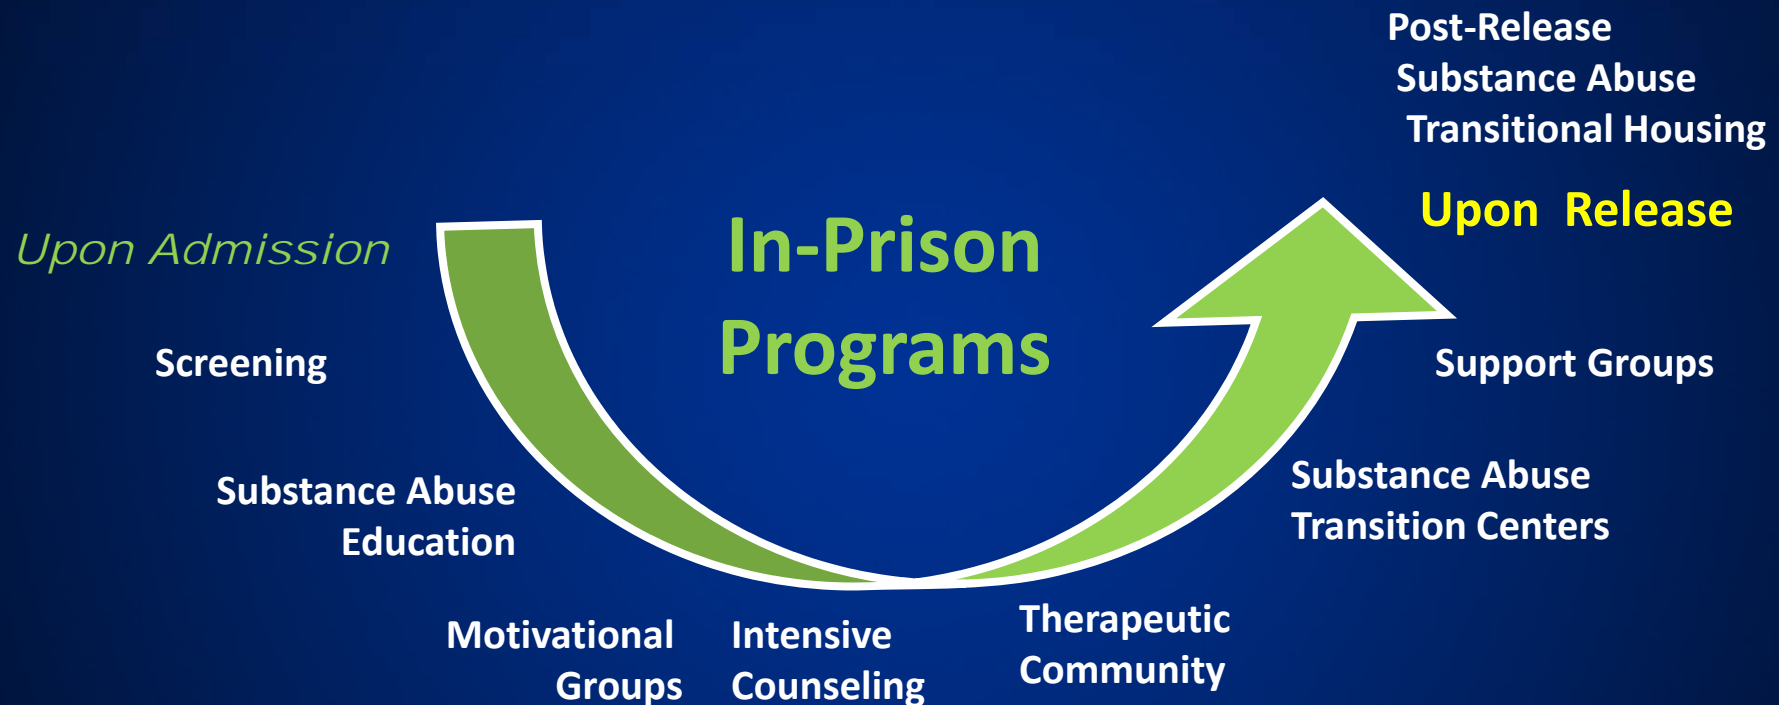 Post-Release
Substance Abuse
Transitional Housing
Upon Release
Upon Admission
In-Prison
Programs
Screening
Support Groups
Substance Abuse
Education
Substance Abuse
Transition Centers
Motivational
Groups
Intensive
Counseling
Therapeutic
Community